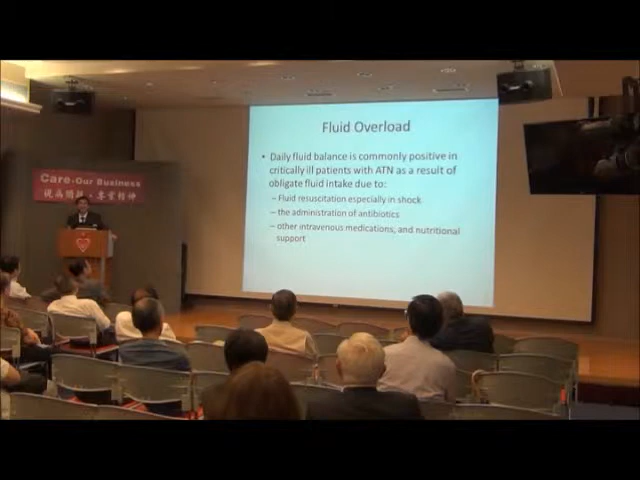 Fluid Overload
• Daily fluid balance is commonly positive in
critically ill patients with ATN as a result of
obligate fluid intake due to:
– Fluid resuscitation especially in shock
– the administration of antibiotics
– other intravenous medications, and nutritional
support
Care-Our Business